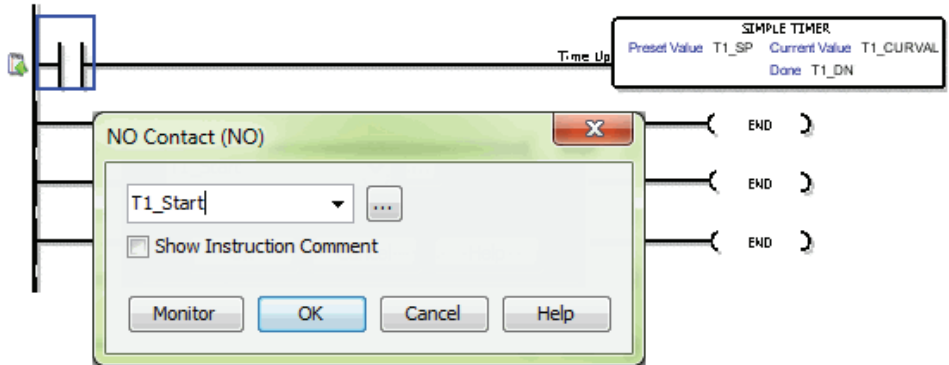 SIMPLE TIMER
Time Up
Preset Value T1_SP Current Value T1_CURVAL
Done T1_DN
NO Contact (NO)
END
T1_Start
...
END
Show Instruction Comment
END
Monitor OK Cancel Help